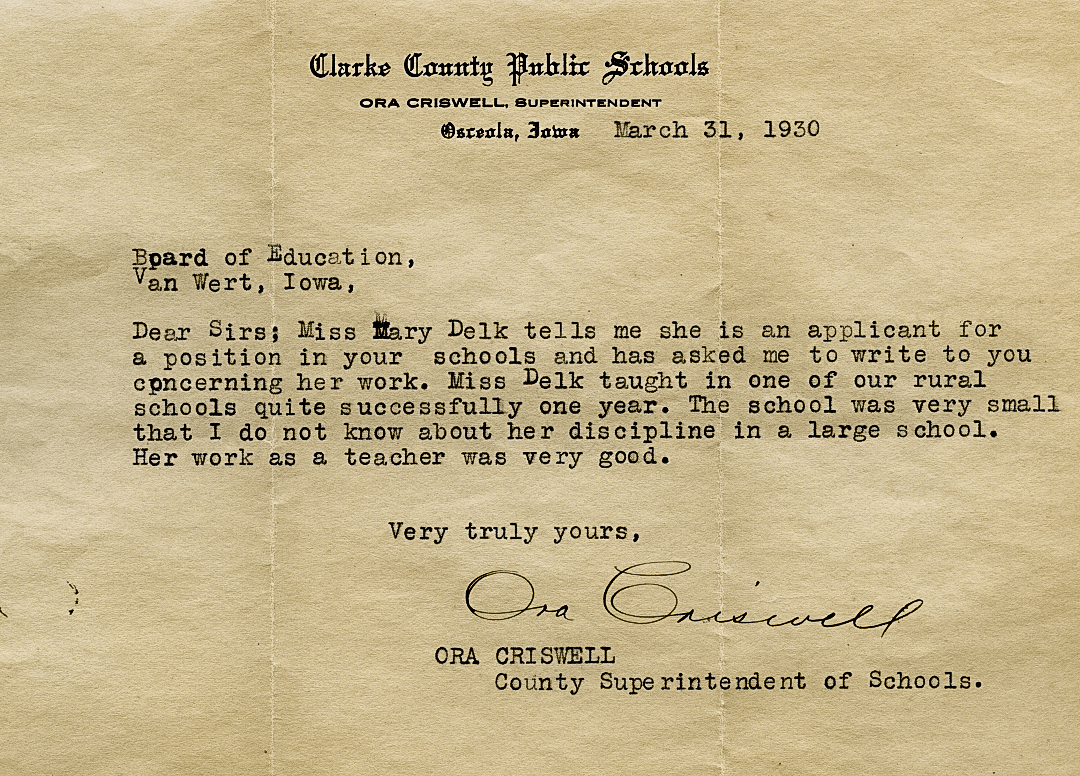 Clarke County Public Schools
ORA CRISWELL, SUPERINTENDENT
Osceola, Iowa March 31, 1930
Board of Education,
Van Wert, Iowa,
Dear Sirs; Miss Mary Delk tells me she is an applicant for
a position in your schools and has asked me to write to you
concerning her work. Miss Delk taught in one of our rural
schools quite successfully one year. The school was very small
that I do not know about her discipline in a large school.
Her work as a teacher was very good.
Very truly yours,
Ora Criswell
ORA CRISWELL
County Superintendent of Schools.